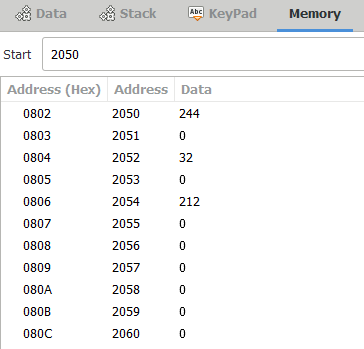 Data Stack Abc KeyPad Memory
Start 2050
Address (Hex) Address Data
0802 2050 244
0803 2051 0
0804 2052 32
0805 2053 0
0806 2054 212
0807 2055 0
0808 2056 0
0809 2057 0
080A 2058 0
080B 2059 0
080C 2060 0